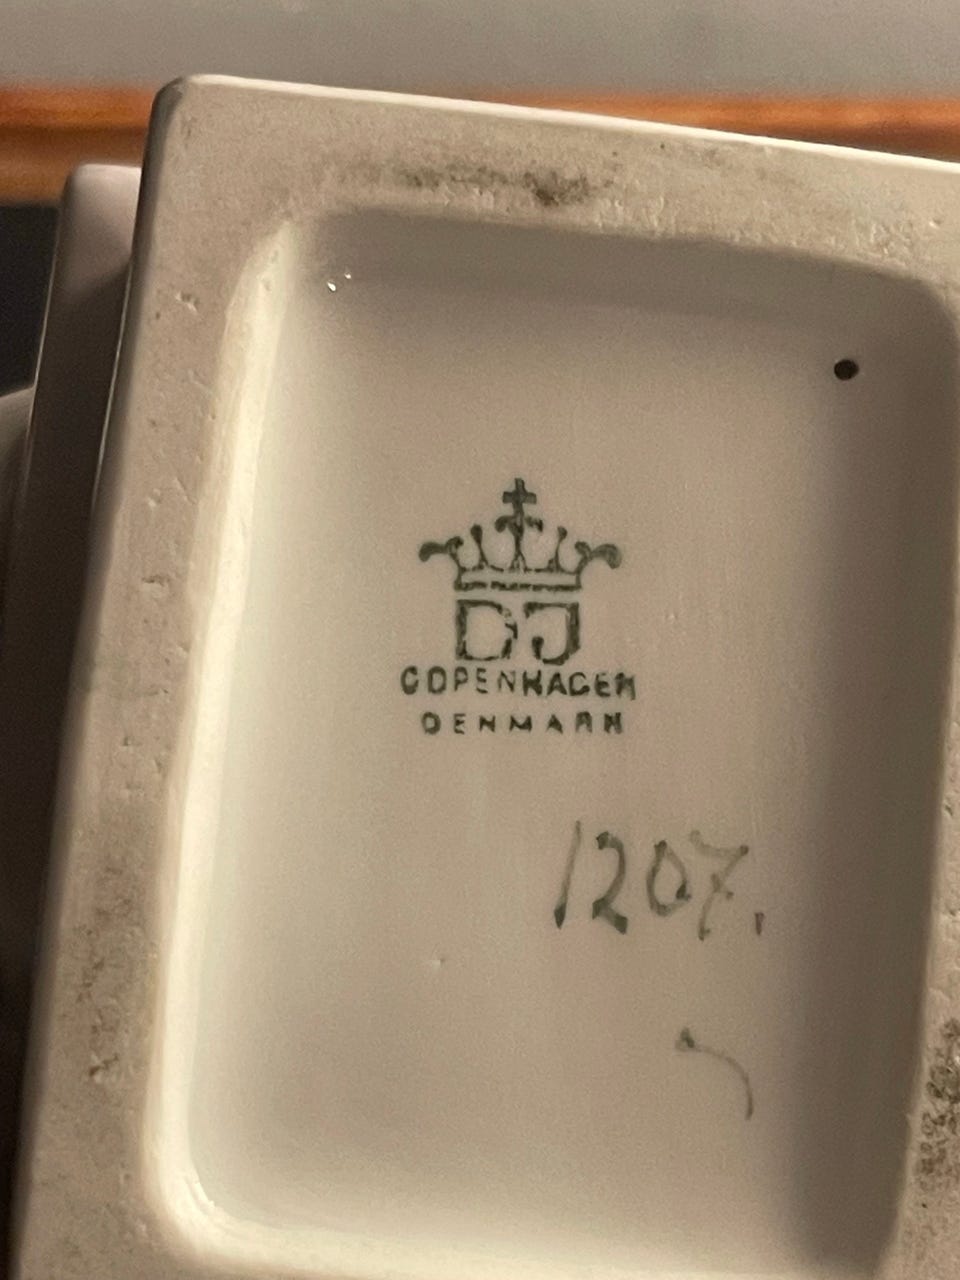 DJ
COPENHAGEN
DENMARK
1207.